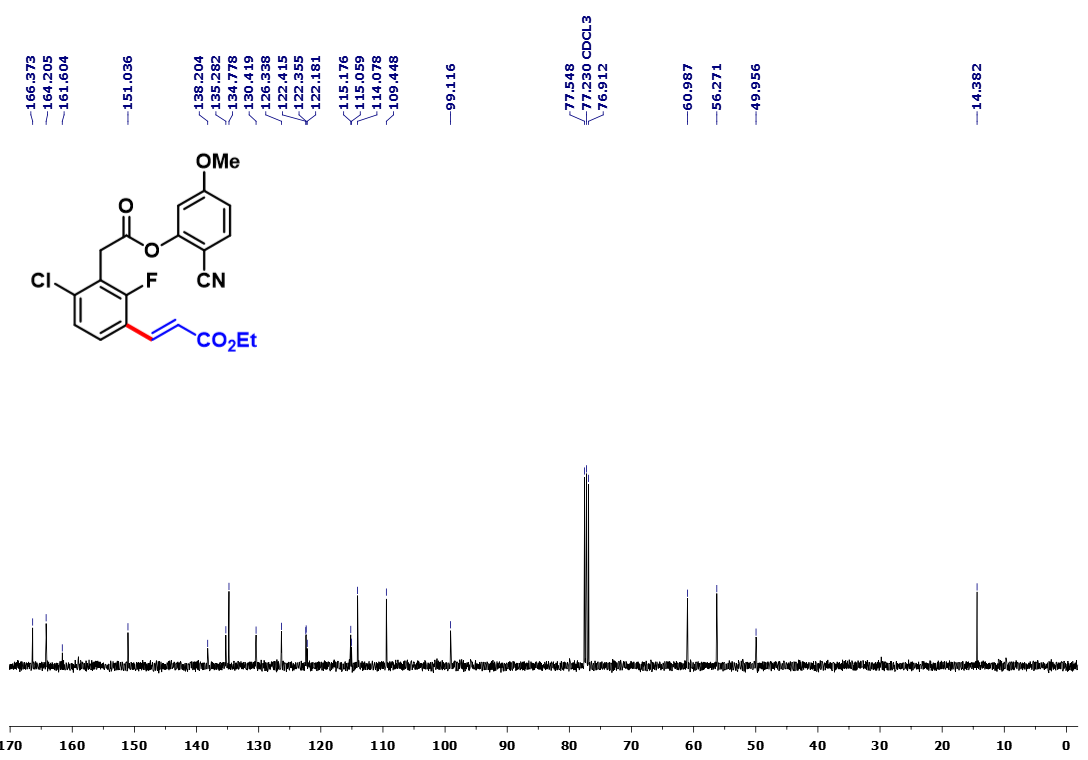 166.373
164.205
161.604
151.036
138.204
135.282
134.778
130.419
126.338
122.415
122.355
122.181
115.176
115.059
114.078
109.448
99.116
77.548
77.230 CDCL3
76.912
60.987
56.271
49.956
14.382
OMe
O
O
Cl
F
CN
CO2Et
170 160 150 140 130 120 110 100 90 80 70 60 50 40 30 20 10 0